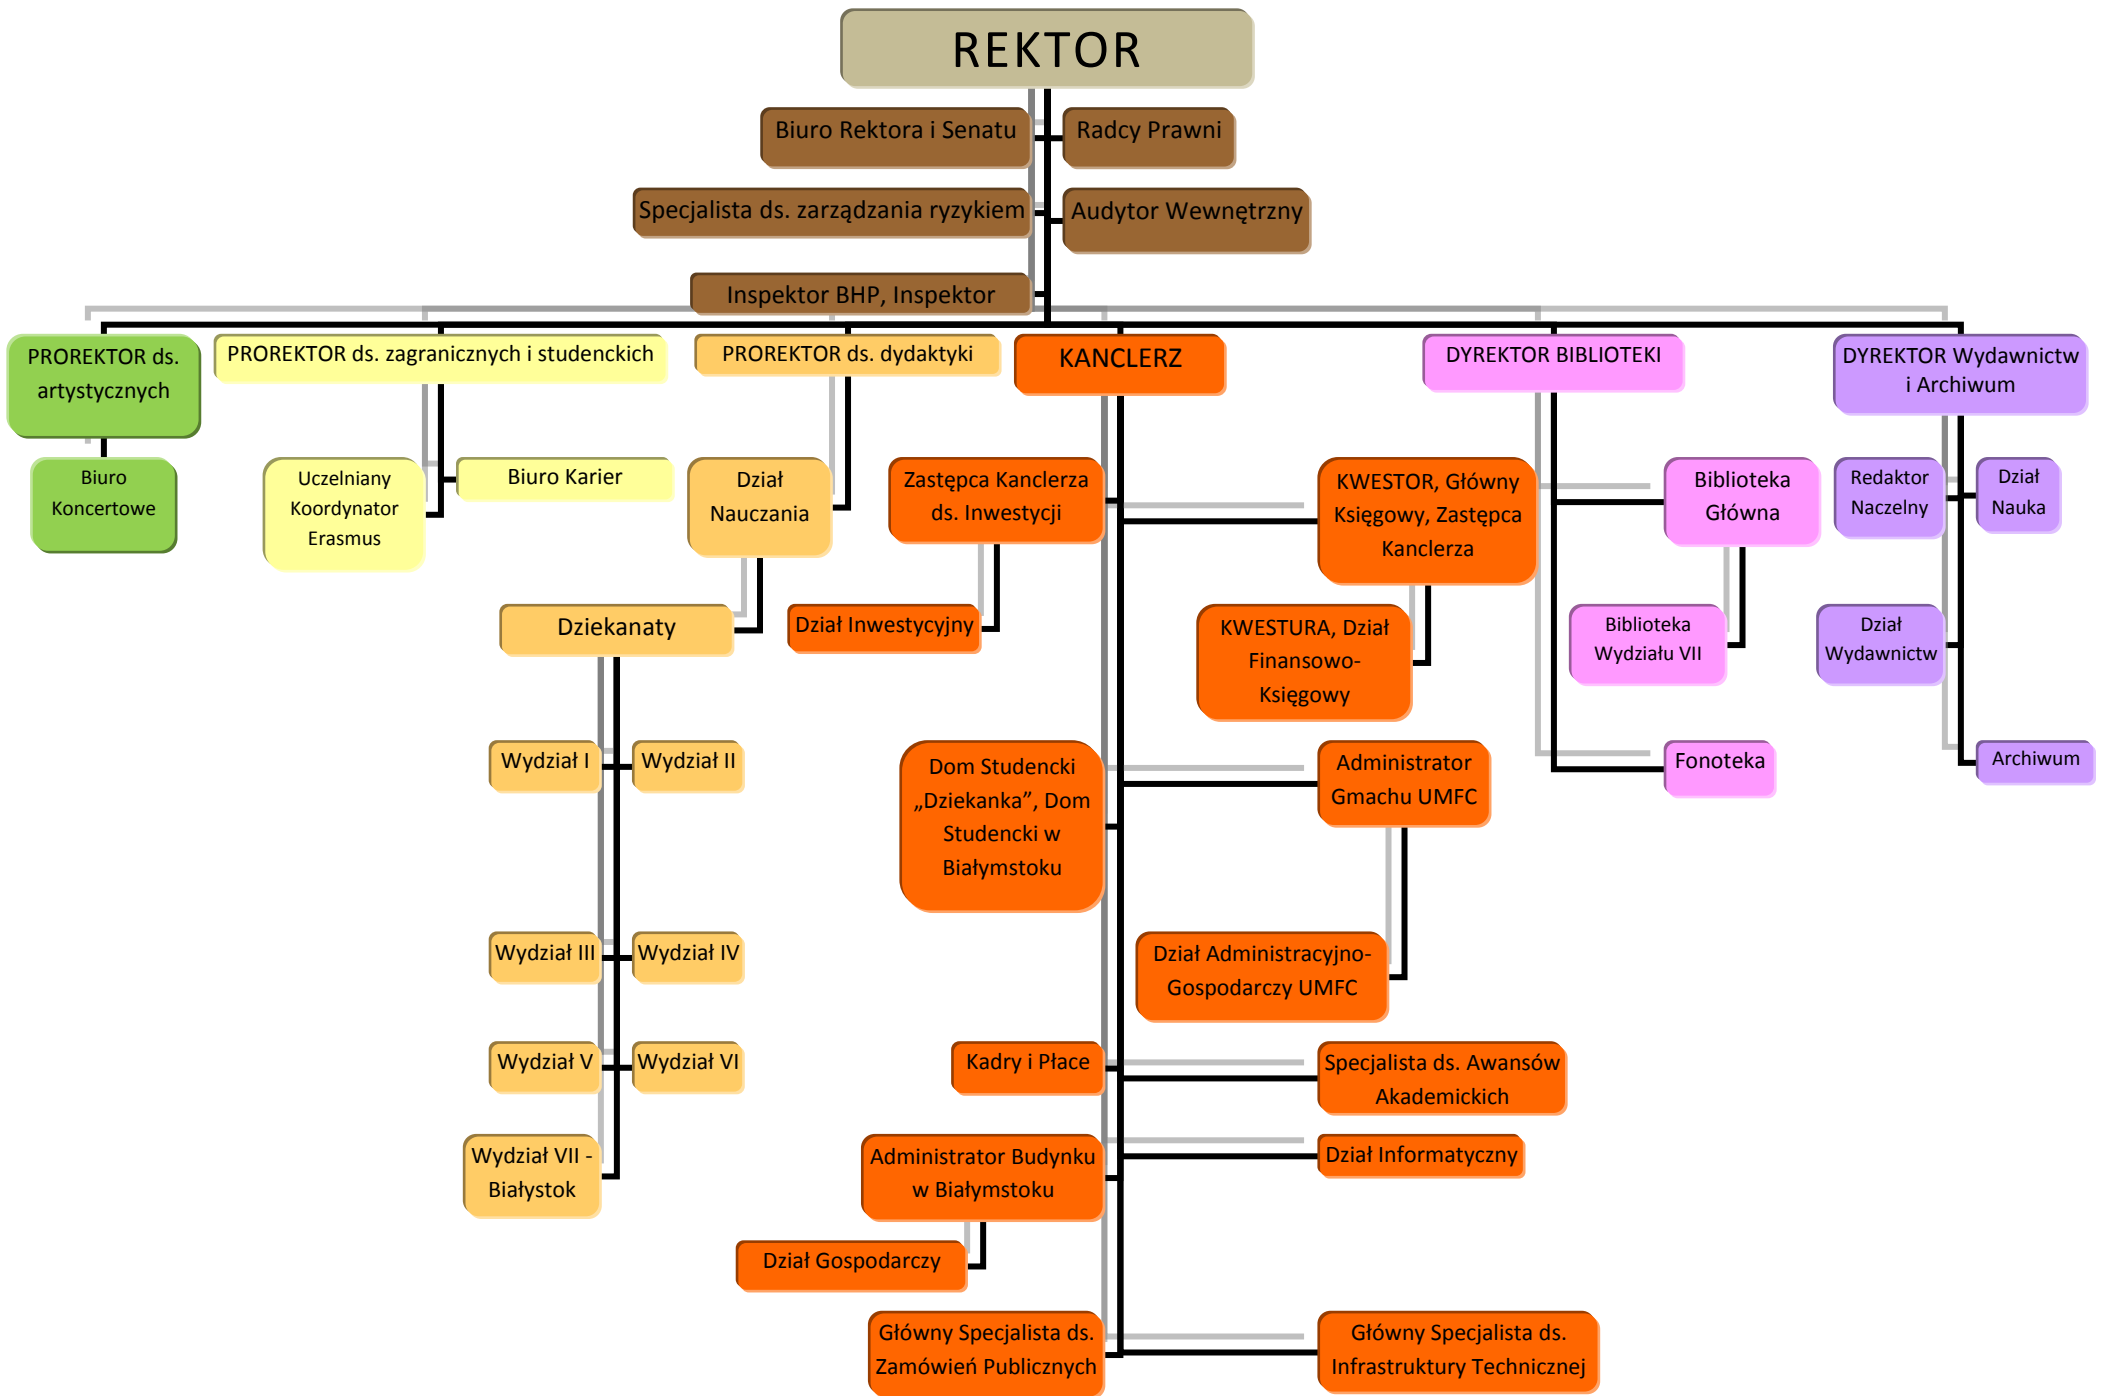 REKTOR
Biuro Rektora i Senatu
Radcy Prawni
Specjalista ds. zarządzania ryzykiem
Audytor Wewnętrzny
Inspektor BHP, Inspektor
PROREKTOR ds.
artystycznych
PROREKTOR ds. zagranicznych i studenckich
PROREKTOR ds. dydaktyki
KANCLERZ
DYREKTOR BIBLIOTEKI
DYREKTOR Wydawnictw
i Archiwum
Biuro
Koncertowe
Uczelniany
Koordynator
Erasmus
Biuro Karier
Dział
Nauczania
Zastępca Kanclerza
ds. Inwestycji
KWESTOR, Główny
Księgowy, Zastępca
Kanclerza
Biblioteka
Główna
Redaktor
Naczelny
Dział
Nauka
Dziekanaty
Dział Inwestycyjny
KWESTURA, Dział
Finansowo-
Księgowy
Biblioteka
Wydziału VII
Dział
Wydawnictw
Wydział I
Wydział II
Dom Studencki
„Dziekanka”, Dom
Studencki w
Białymstoku
Administrator
Gmachu UMFC
Fonoteka
Archiwum
Wydział III
Wydział IV
Dział Administracyjno-
Gospodarczy UMFC
Wydział V
Wydział VI
Kadry i Płace
Specjalista ds. Awansów
Akademickich
Wydział VII -
Białystok
Administrator Budynku
w Białymstoku
Dział Informatyczny
Dział Gospodarczy
Główny Specjalista ds.
Zamówień Publicznych
Główny Specjalista ds.
Infrastruktury Technicznej